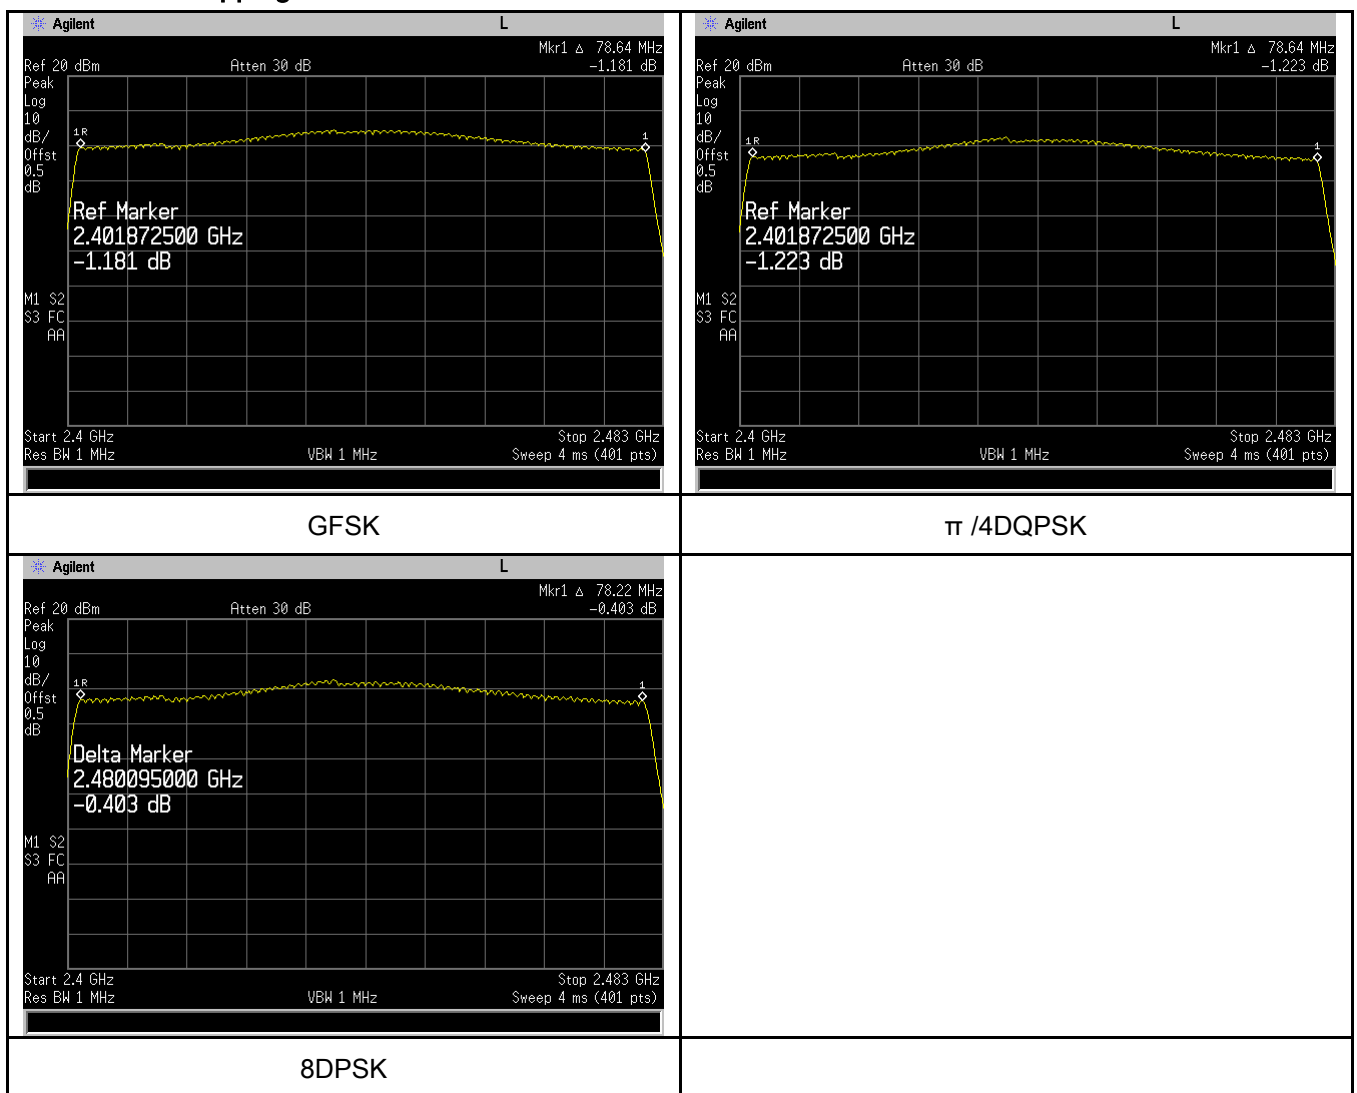 Agilent L
Mkr1 Δ 78.64 MHz
Ref 20 dBm Atten 30 dB -1.181 dB
Peak
Log
10
dB/
Offst
0.5
dB
1R
1
Ref Marker
2.401872500 GHz
-1.181 dB
M1 S2
S3 FC
AA
Start 2.4 GHz Stop 2.483 GHz
Res BW 1 MHz VBW 1 MHz Sweep 4 ms (401 pts)
GFSK
Agilent L
Mkr1 Δ 78.64 MHz
Ref 20 dBm Atten 30 dB -1.223 dB
Peak
Log
10
dB/
Offst
0.5
dB
1R
1
Ref Marker
2.401872500 GHz
-1.223 dB
M1 S2
S3 FC
AA
Start 2.4 GHz Stop 2.483 GHz
Res BW 1 MHz VBW 1 MHz Sweep 4 ms (401 pts)
π /4DQPSK
Agilent L
Mkr1 Δ 78.22 MHz
Ref 20 dBm Atten 30 dB -0.403 dB
Peak
Log
10
dB/
Offst
0.5
dB
1R
1
Delta Marker
2.480095000 GHz
-0.403 dB
M1 S2
S3 FC
AA
Start 2.4 GHz Stop 2.483 GHz
Res BW 1 MHz VBW 1 MHz Sweep 4 ms (401 pts)
8DPSK